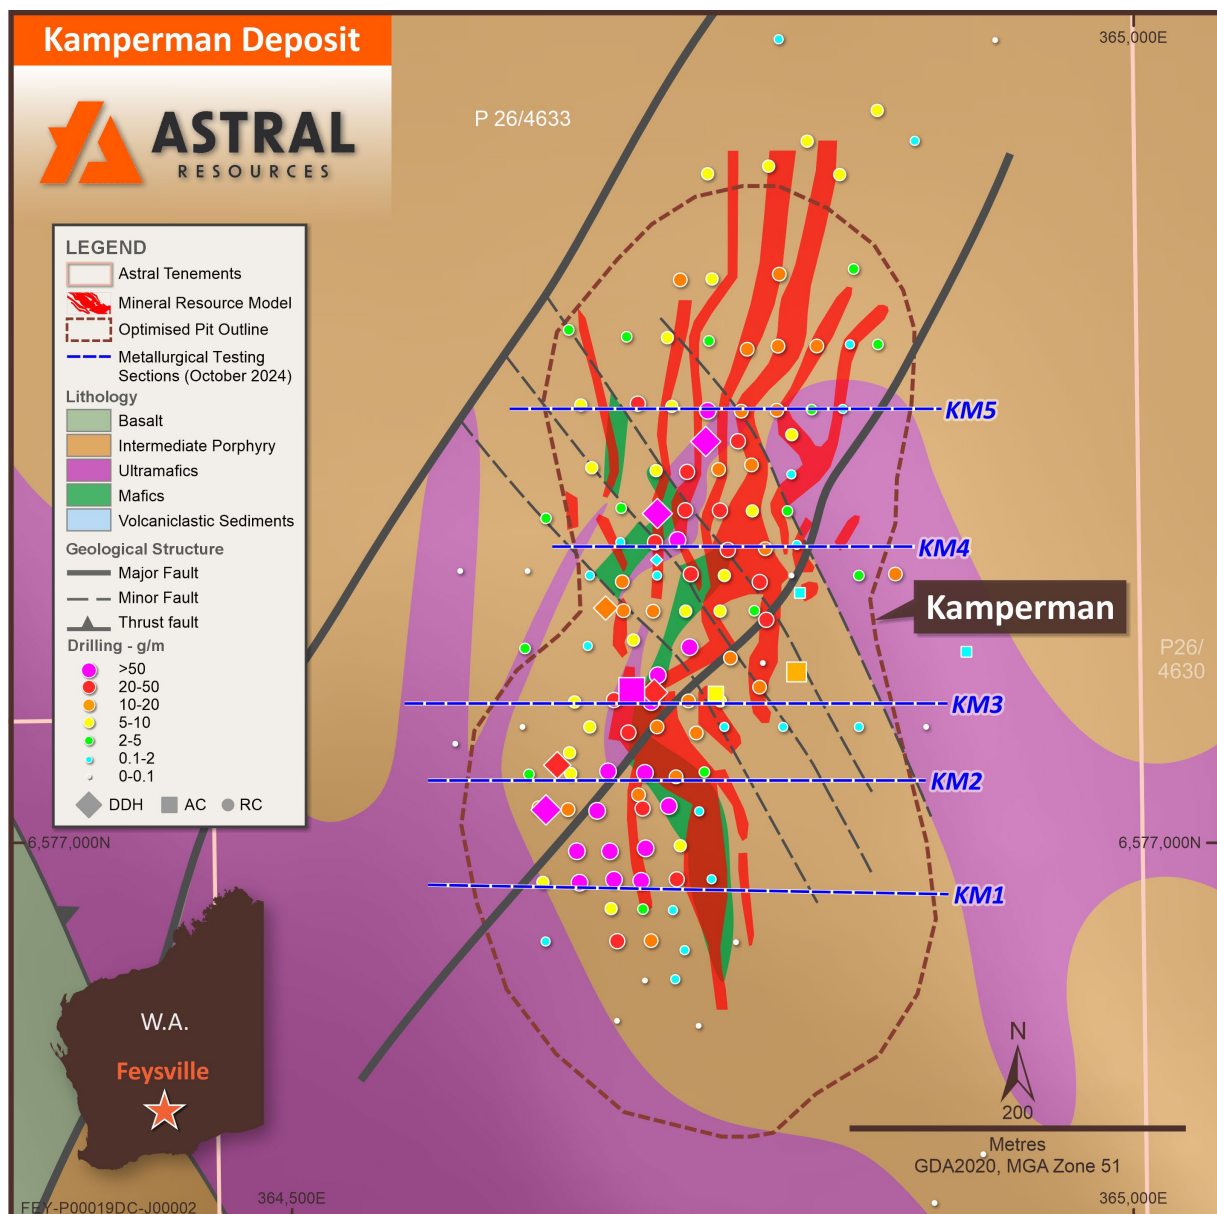 Kamperman Deposit
ASTRAL
RESOURCES
P 26/4633
365,000E
LEGEND
Astral Tenements
Mineral Resource Model
Optimised Pit Outline
Metallurgical Testing
Sections (October 2024)
Lithology
Basalt
Intermediate Porphyry
Ultramafics
Mafics
Volcaniclastic Sediments
Geological Structure
Major Fault
Minor Fault
Thrust fault
Drilling - g/m
>50
20-50
10-20
5-10
2-5
0.1-2
0-0.1
DDH AC RC
KM5
KM4
Kamperman
P26/
4630
KM3
KM2
6,577,000N
6,577,000N
KM1
W.A.
Feysville
N
200
Metres
GDA2020, MGA Zone 51
FEY-P00019DC-J00002
364,500E
365,000E